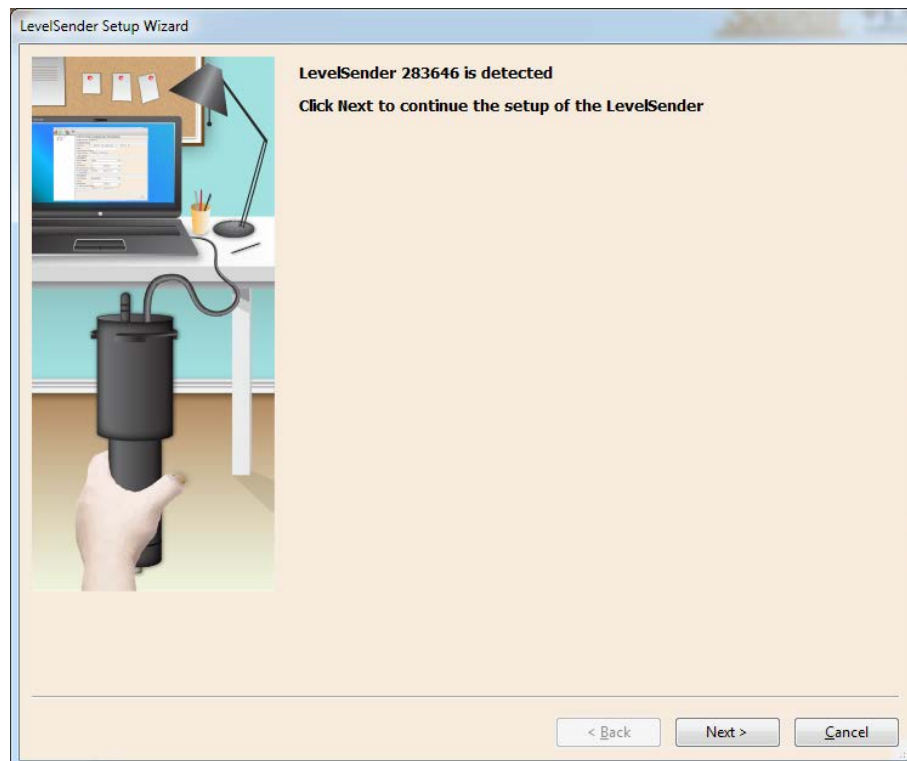 LevelSender Setup Wizard
LevelSender 283646 is detected
Click Next to continue the setup of the LevelSender
< Back
Next >
Cancel